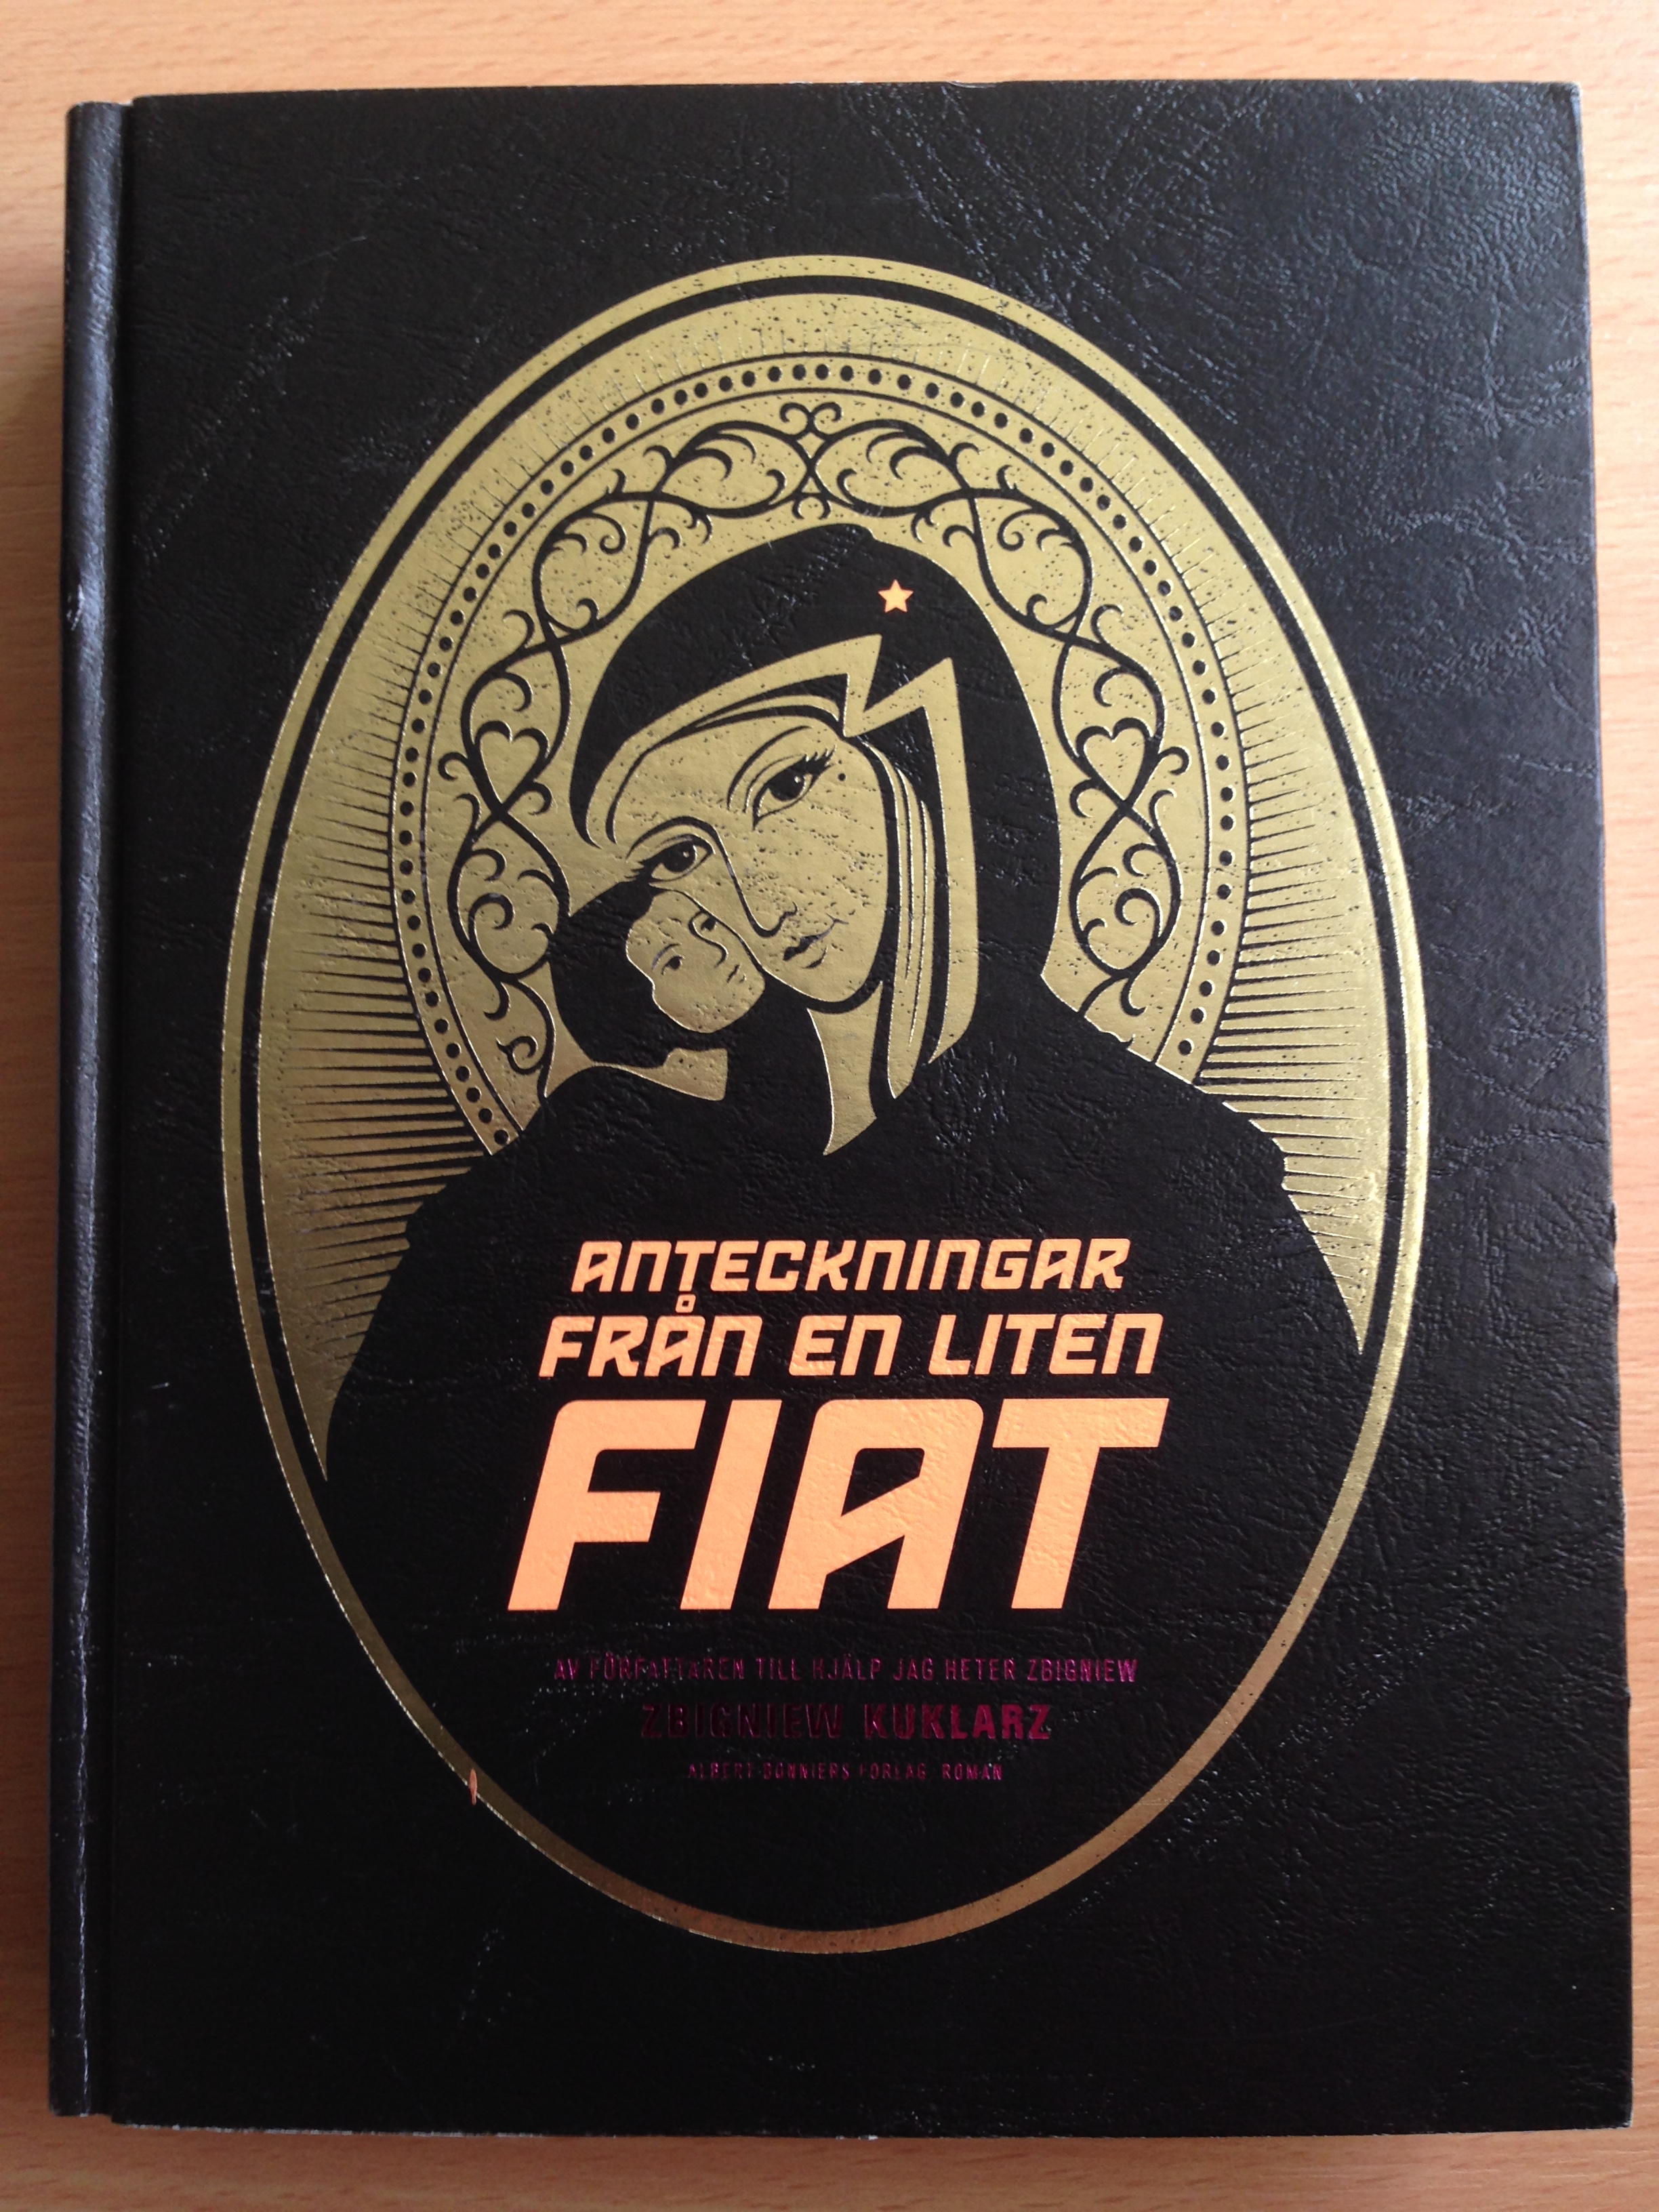 ANTECKNINGAR
FRÅN EN LITEN
FIAT
AV FÖRFATTAREN TILL HJÄLP JAG HETER ZBIGNIEW
ZBIGNIEW KUKLARZ
ALBERT BONNIERS FÖRLAG ROMAN